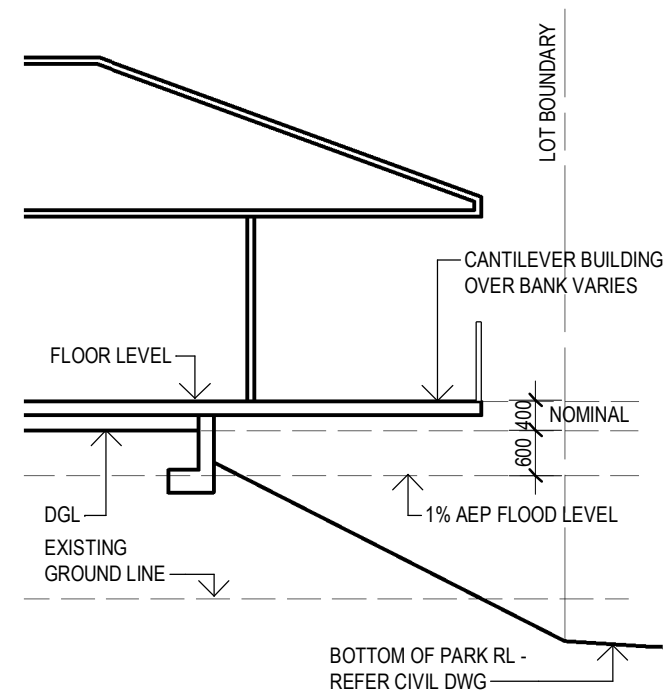 LOT BOUNDARY
CANTILEVER BUILDING
OVER BANK VARIES
FLOOR LEVEL
400
NOMINAL
600
DGL
1% AEP FLOOD LEVEL
EXISTING
GROUND LINE
BOTTOM OF PARK RL -
REFER CIVIL DWG